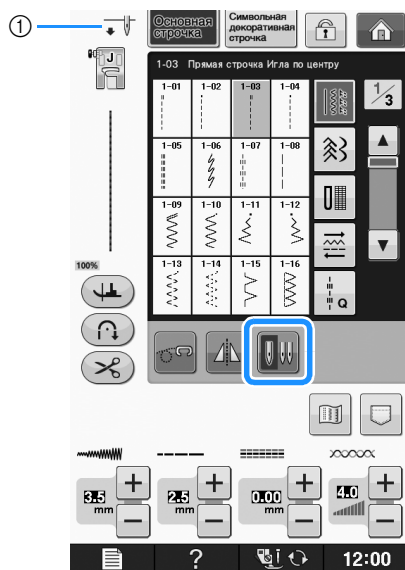 ①
Основная строчка
Символьная декоративная строчка
J
1-03 Прямая строчка Игла по центру
1/3
1-01 1-02 1-03 1-04
1-05 1-06 1-07 1-08
1-09 1-10 1-11 1-12
1-13 1-14 1-15 1-16
Q
100%
3.5 mm
2.5 mm
0.00 mm
4.0
?
12:00